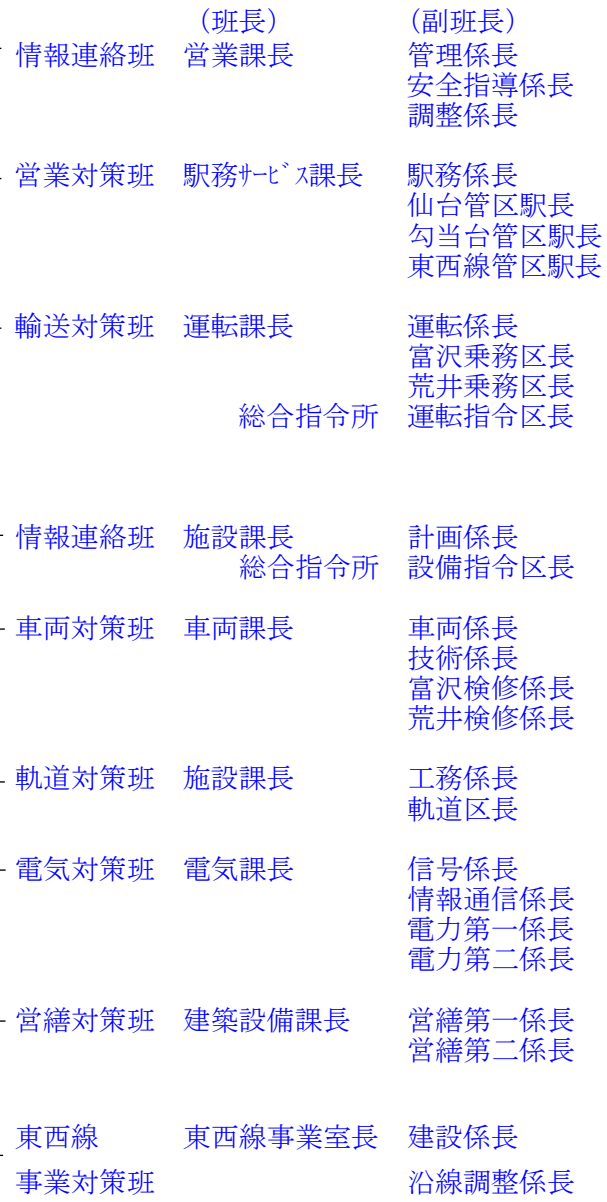 （班長） （副班長）
情報連絡班 営業課長 管理係長
安全指導係長
調整係長
営業対策班 駅務ｻｰﾋﾞｽ課長 駅務係長
仙台管区駅長
勾当台管区駅長
東西線管区駅長
輸送対策班 運転課長 運転係長
富沢乗務区長
荒井乗務区長
総合指令所 運転指令区長
情報連絡班 施設課長 計画係長
総合指令所 設備指令区長
車両対策班 車両課長 車両係長
技術係長
富沢検修係長
荒井検修係長
軌道対策班 施設課長 工務係長
軌道区長
電気対策班 電気課長 信号係長
情報通信係長
電力第一係長
電力第二係長
営繕対策班 建築設備課長 営繕第一係長
営繕第二係長
東西線 東西線事業室長 建設係長
事業対策班 沿線調整係長